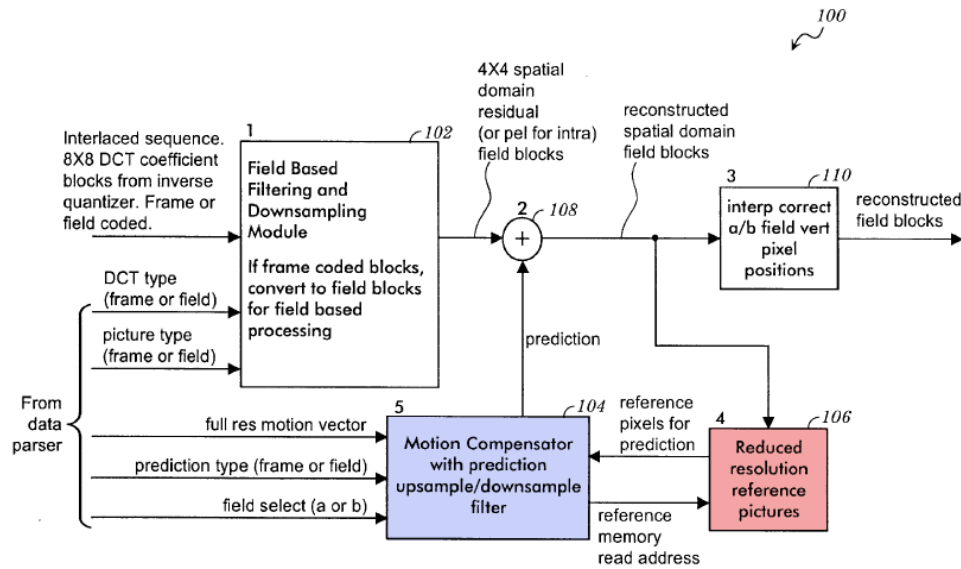 100
4X4 spatial
domain
residual
(or pel for intra)
field blocks
reconstructed
spatial domain
field blocks
Interlaced sequence.
8X8 DCT coefficient
blocks from inverse
quantizer. Frame or
field coded.
1
102
Field Based
Filtering and
Downsampling
Module
If frame coded blocks,
convert to field blocks
for field based
processing
2
108
+
3
110
interp correct
a/b field vert
pixel
positions
reconstructed
field blocks
DCT type
(frame or field)
picture type
(frame or field)
prediction
From
data
parser
full res motion vector
prediction type (frame or field)
field select (a or b)
5
104
Motion Compensator
with prediction
upsample/downsample
filter
reference
pixels for
prediction
reference
memory
read address
4
106
Reduced
resolution
reference
pictures